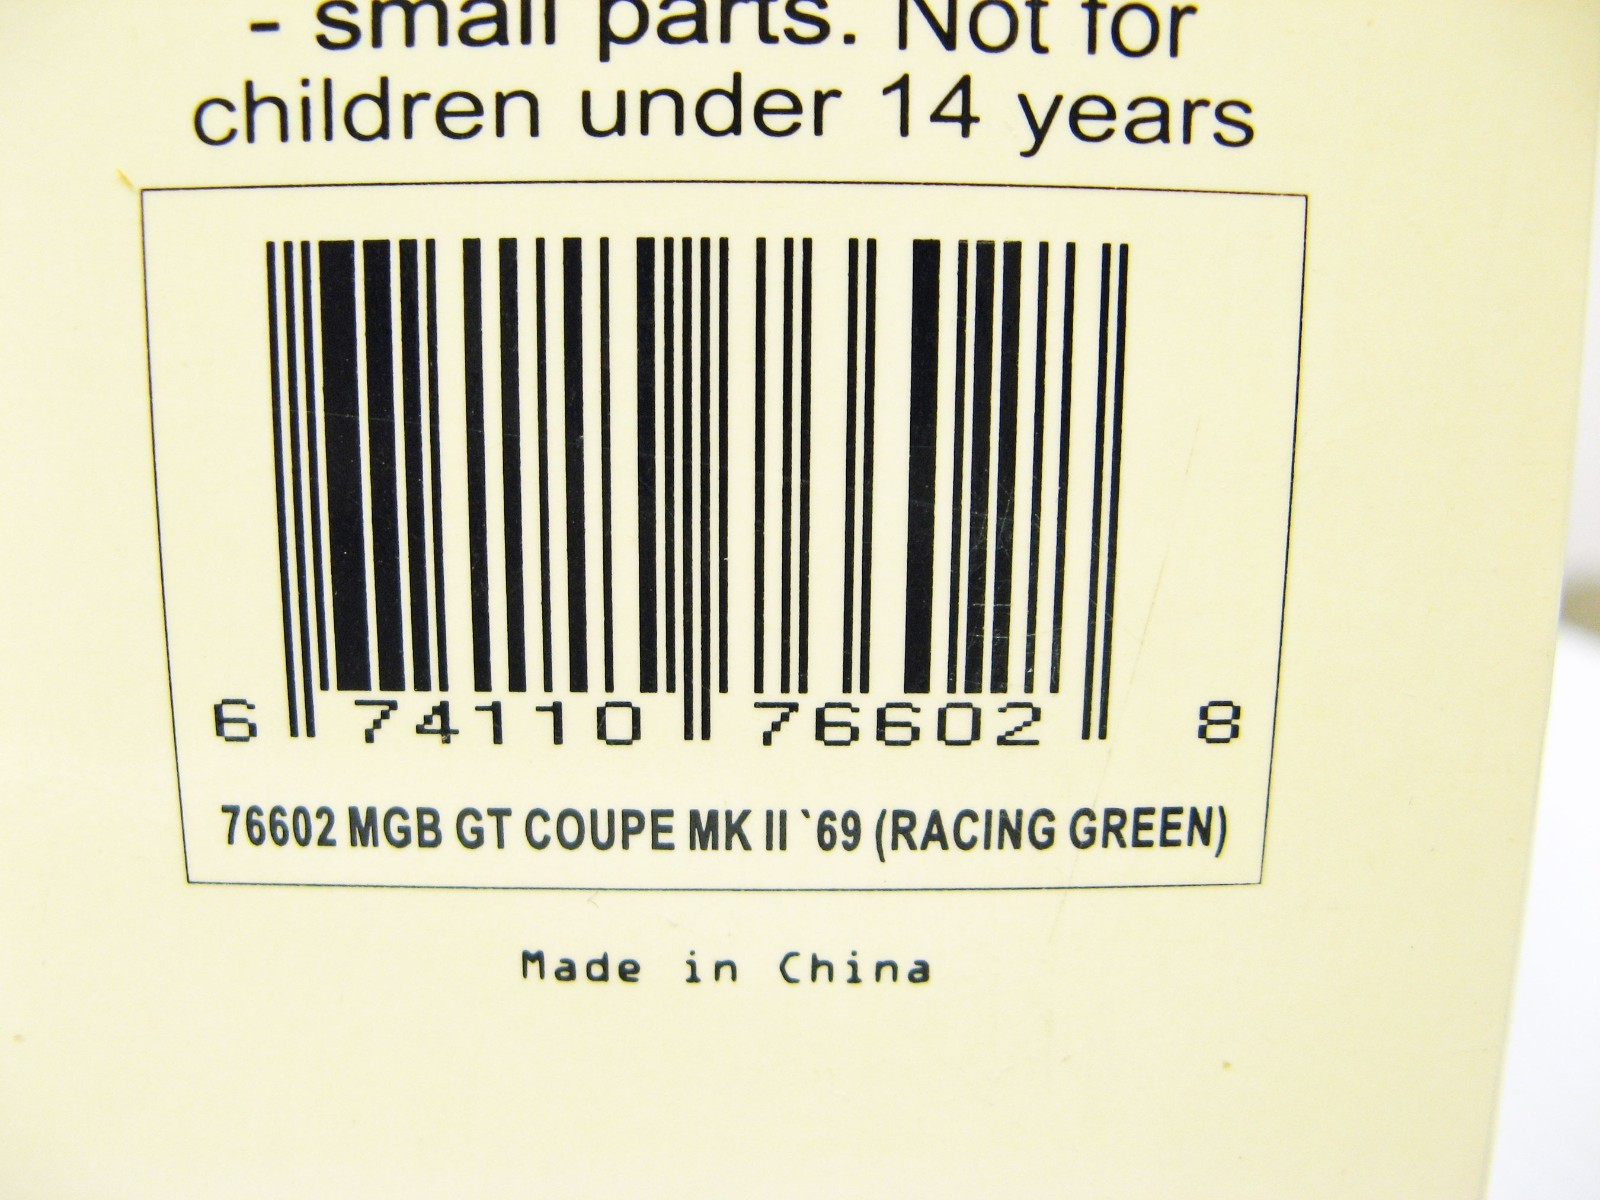 - small parts. Not for
children under 14 years
6 74110 76602 8
76602 MGB GT COUPE MK II `69 (RACING GREEN)
Made in China